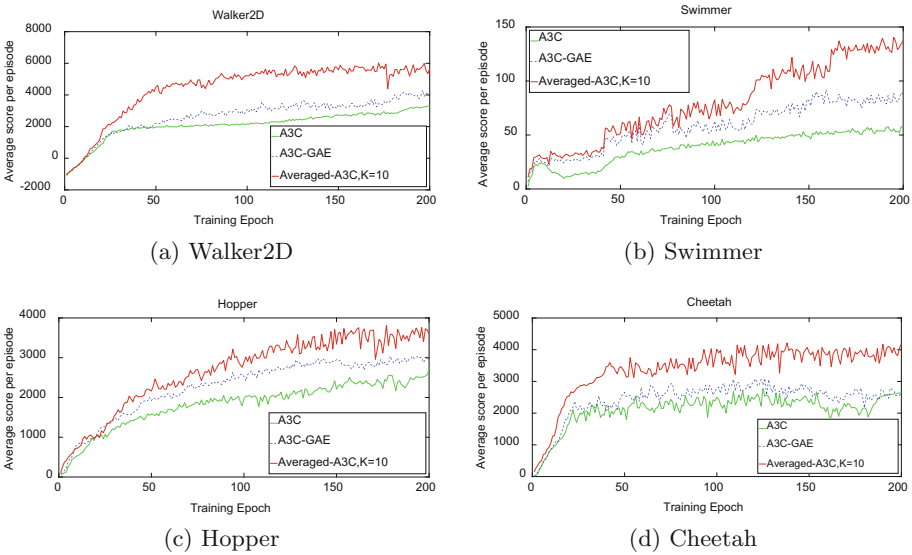 Walker2D
Average score per episode
8000
6000
4000
2000
0
-2000
0
50
100
150
200
Training Epoch
A3C
A3C-GAE
Averaged-A3C,K=10
(a) Walker2D
Swimmer
Average score per episode
150
100
50
0
0
50
100
150
200
Training Epoch
A3C
A3C-GAE
Averaged-A3C,K=10
(b) Swimmer
Hopper
Average score per episode
4000
3000
2000
1000
0
0
50
100
150
200
Training Epoch
A3C
A3C-GAE
Averaged-A3C,K=10
(c) Hopper
Cheetah
Average score per episode
5000
4000
3000
2000
1000
0
0
50
100
150
200
Training Epoch
A3C
A3C-GAE
Averaged-A3C,K=10
(d) Cheetah